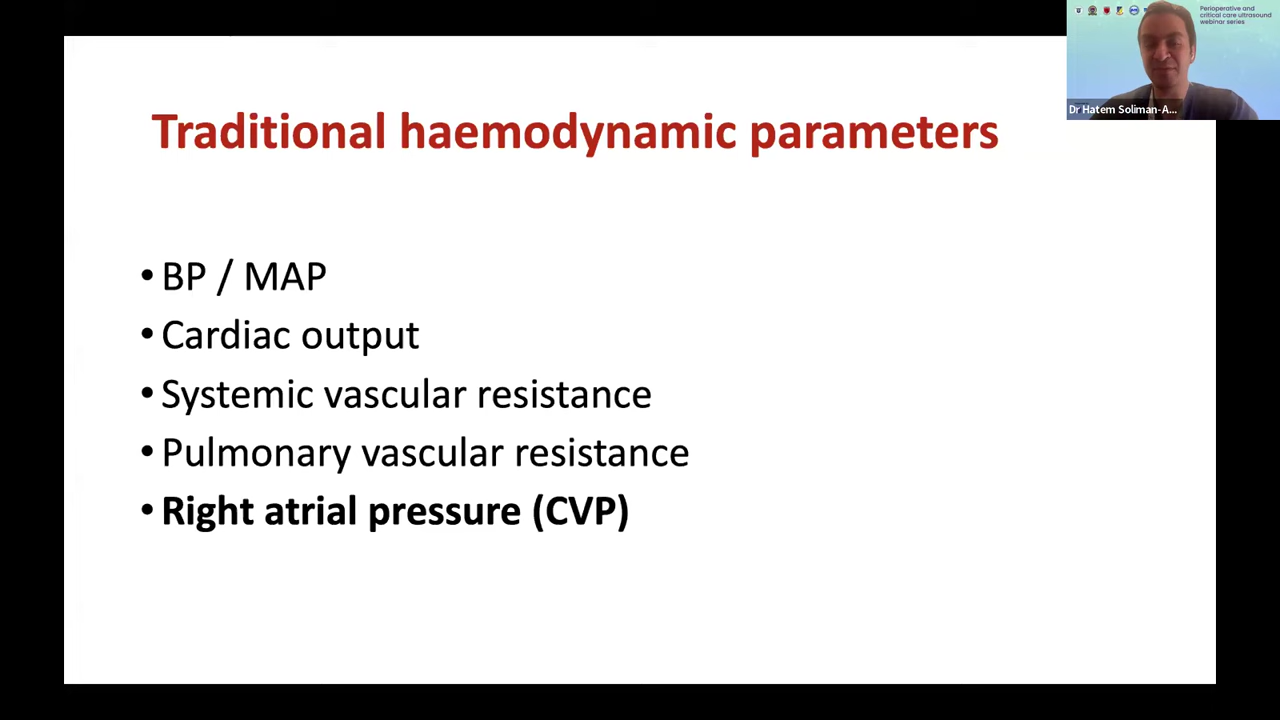 Perioperative and
critical care ultrasound
webinar series
Dr Hatem Soliman-A...
Traditional haemodynamic parameters
• BP / MAP
• Cardiac output
• Systemic vascular resistance
• Pulmonary vascular resistance
• Right atrial pressure (CVP)